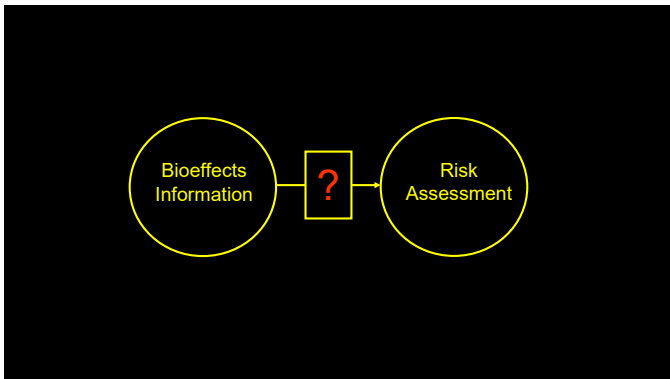 Bioeffects
Information
?
Risk
Assessment